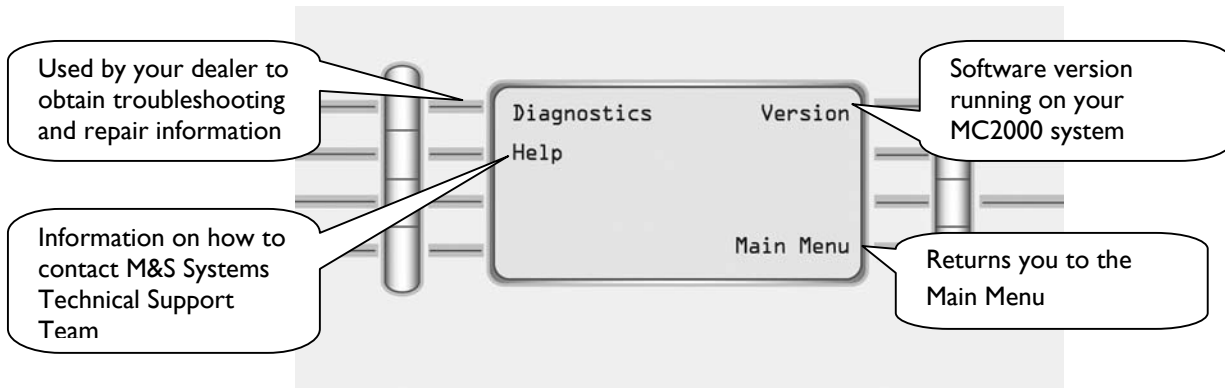 Used by your dealer to
obtain troubleshooting
and repair information
Software version
running on your
MC2000 system
Diagnostics Version
Help
Main Menu
Information on how to
contact M&S Systems
Technical Support
Team
Returns you to the
Main Menu